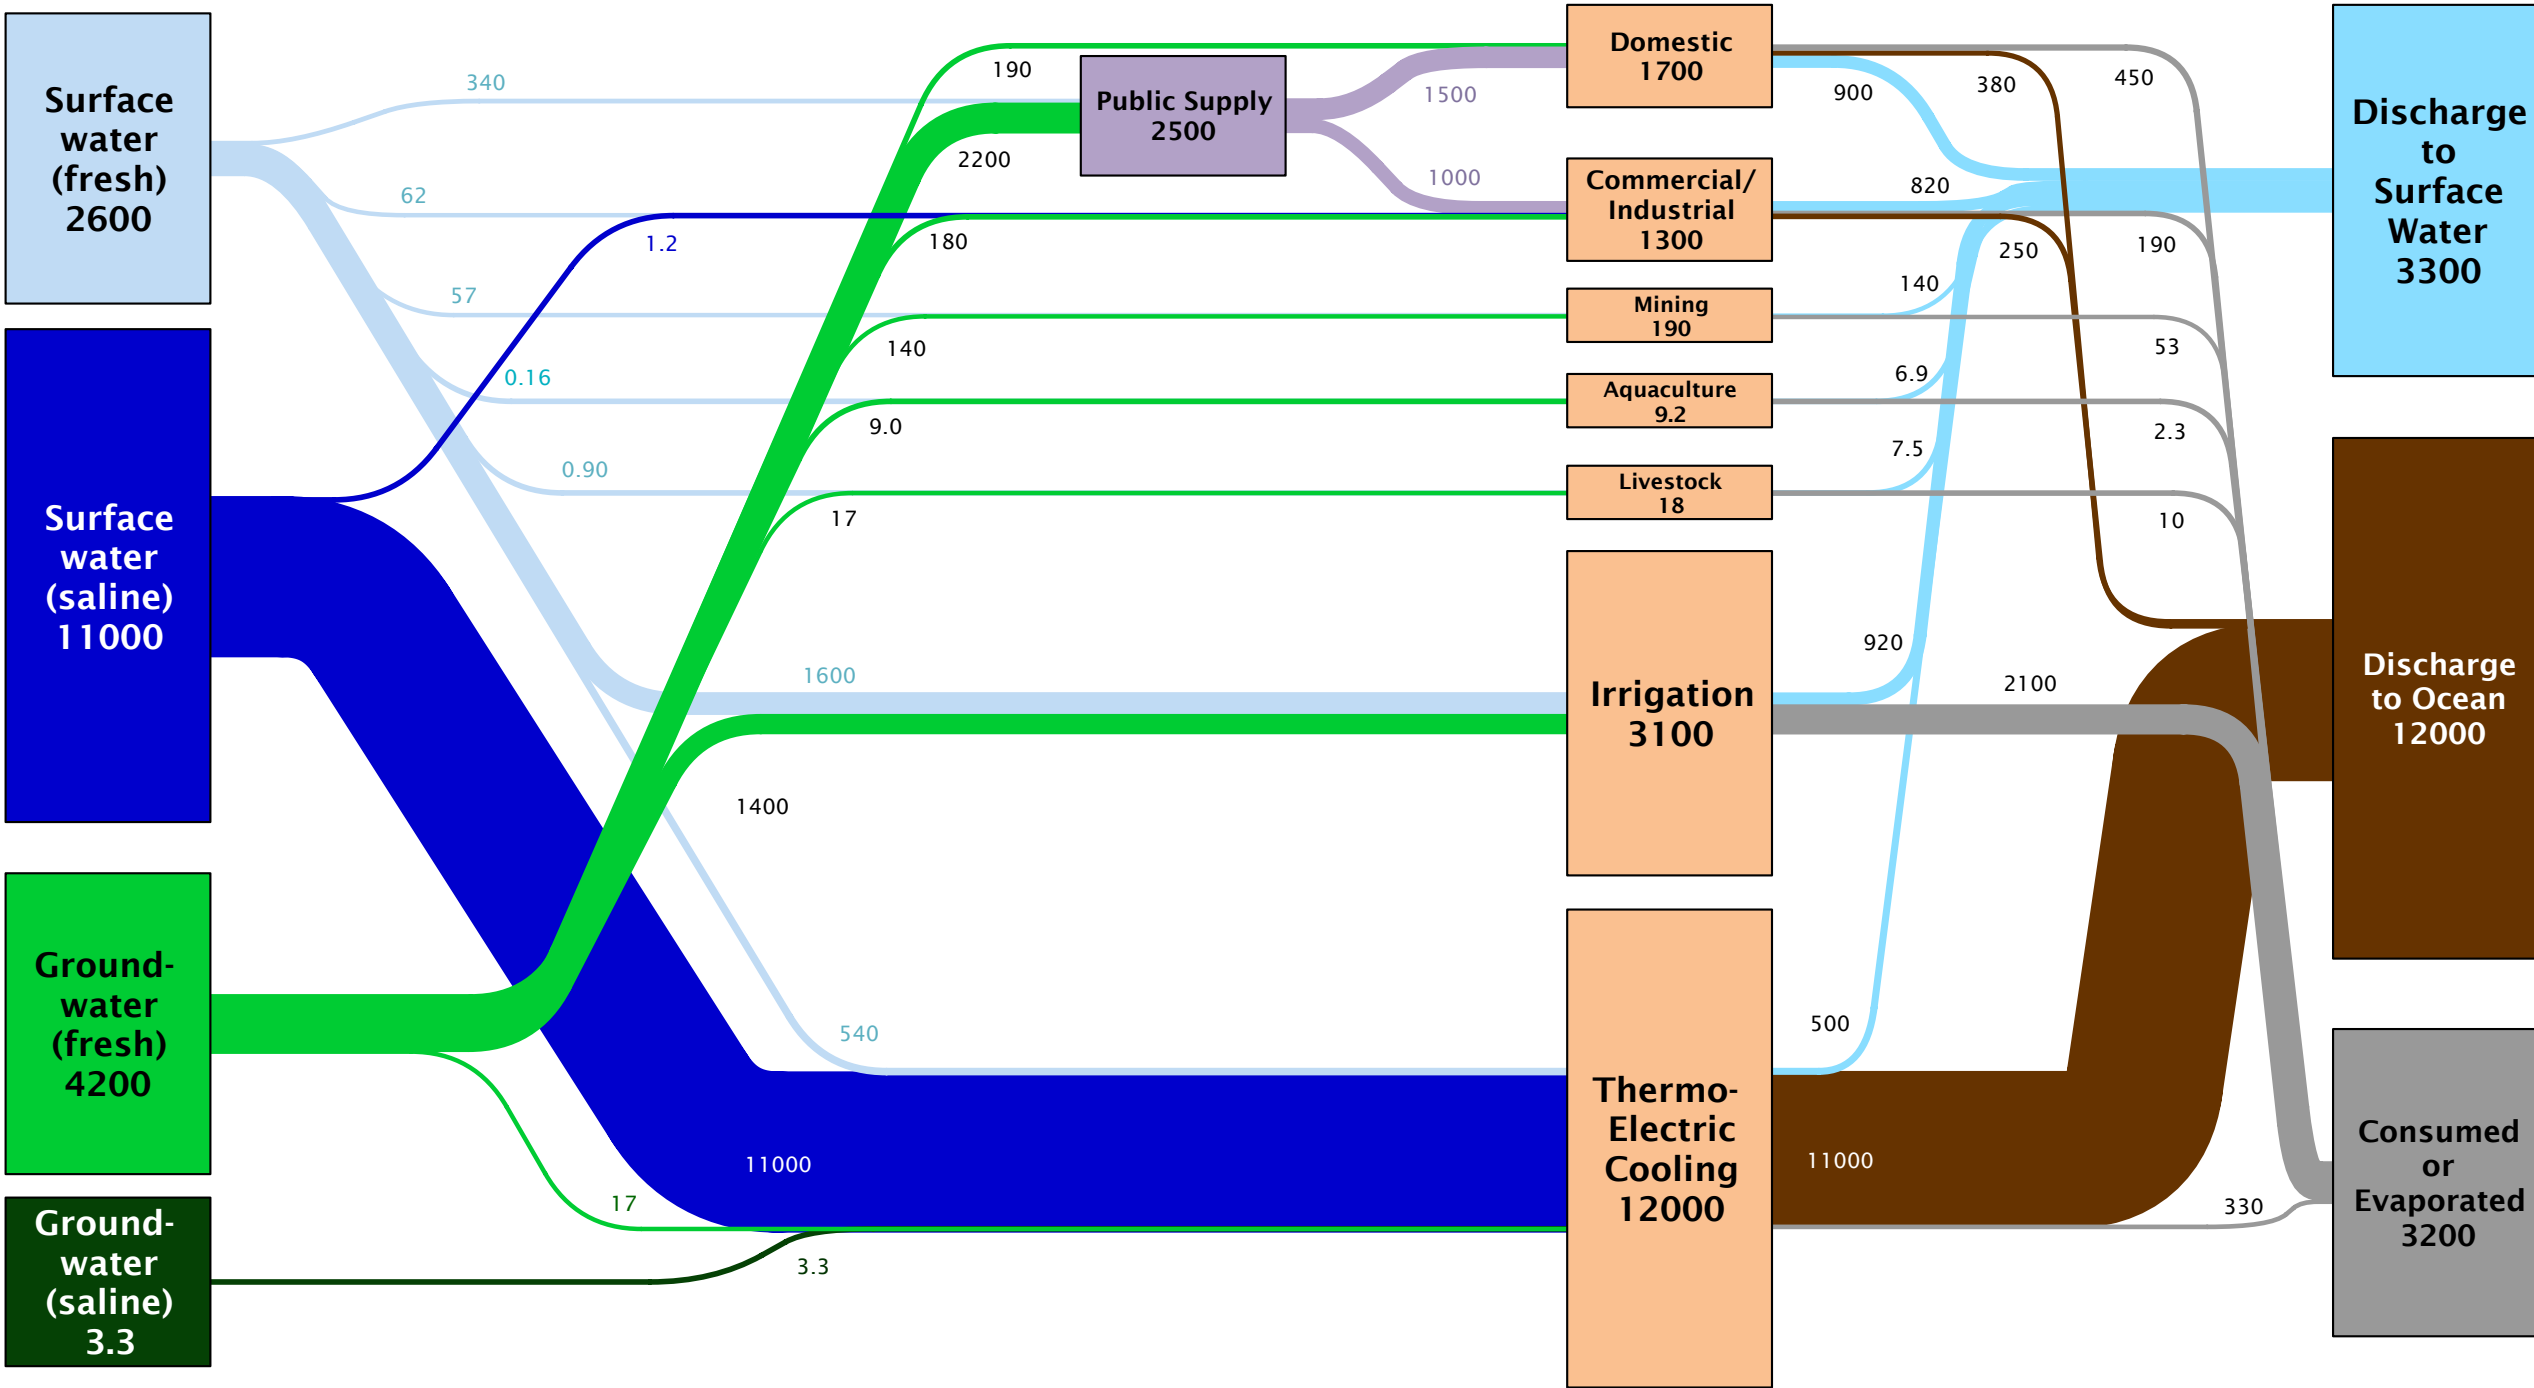 Surface
water
(fresh)
2600
Surface
water
(saline)
11000
Ground-
water
(fresh)
4200
Ground-
water
(saline)
3.3
340
62
1.2
57
0.16
0.90
1600
540
11000
17
3.3
190
2200
180
140
9.0
17
1400
Public Supply
2500
1500
1000
Domestic
1700
Commercial/
Industrial
1300
Mining
190
Aquaculture
9.2
Livestock
18
Irrigation
3100
Thermo-
Electric
Cooling
12000
900
380
450
820
250
190
140
53
6.9
2.3
7.5
10
920
2100
500
11000
330
Discharge
to
Surface
Water
3300
Discharge
to Ocean
12000
Consumed
or
Evaporated
3200